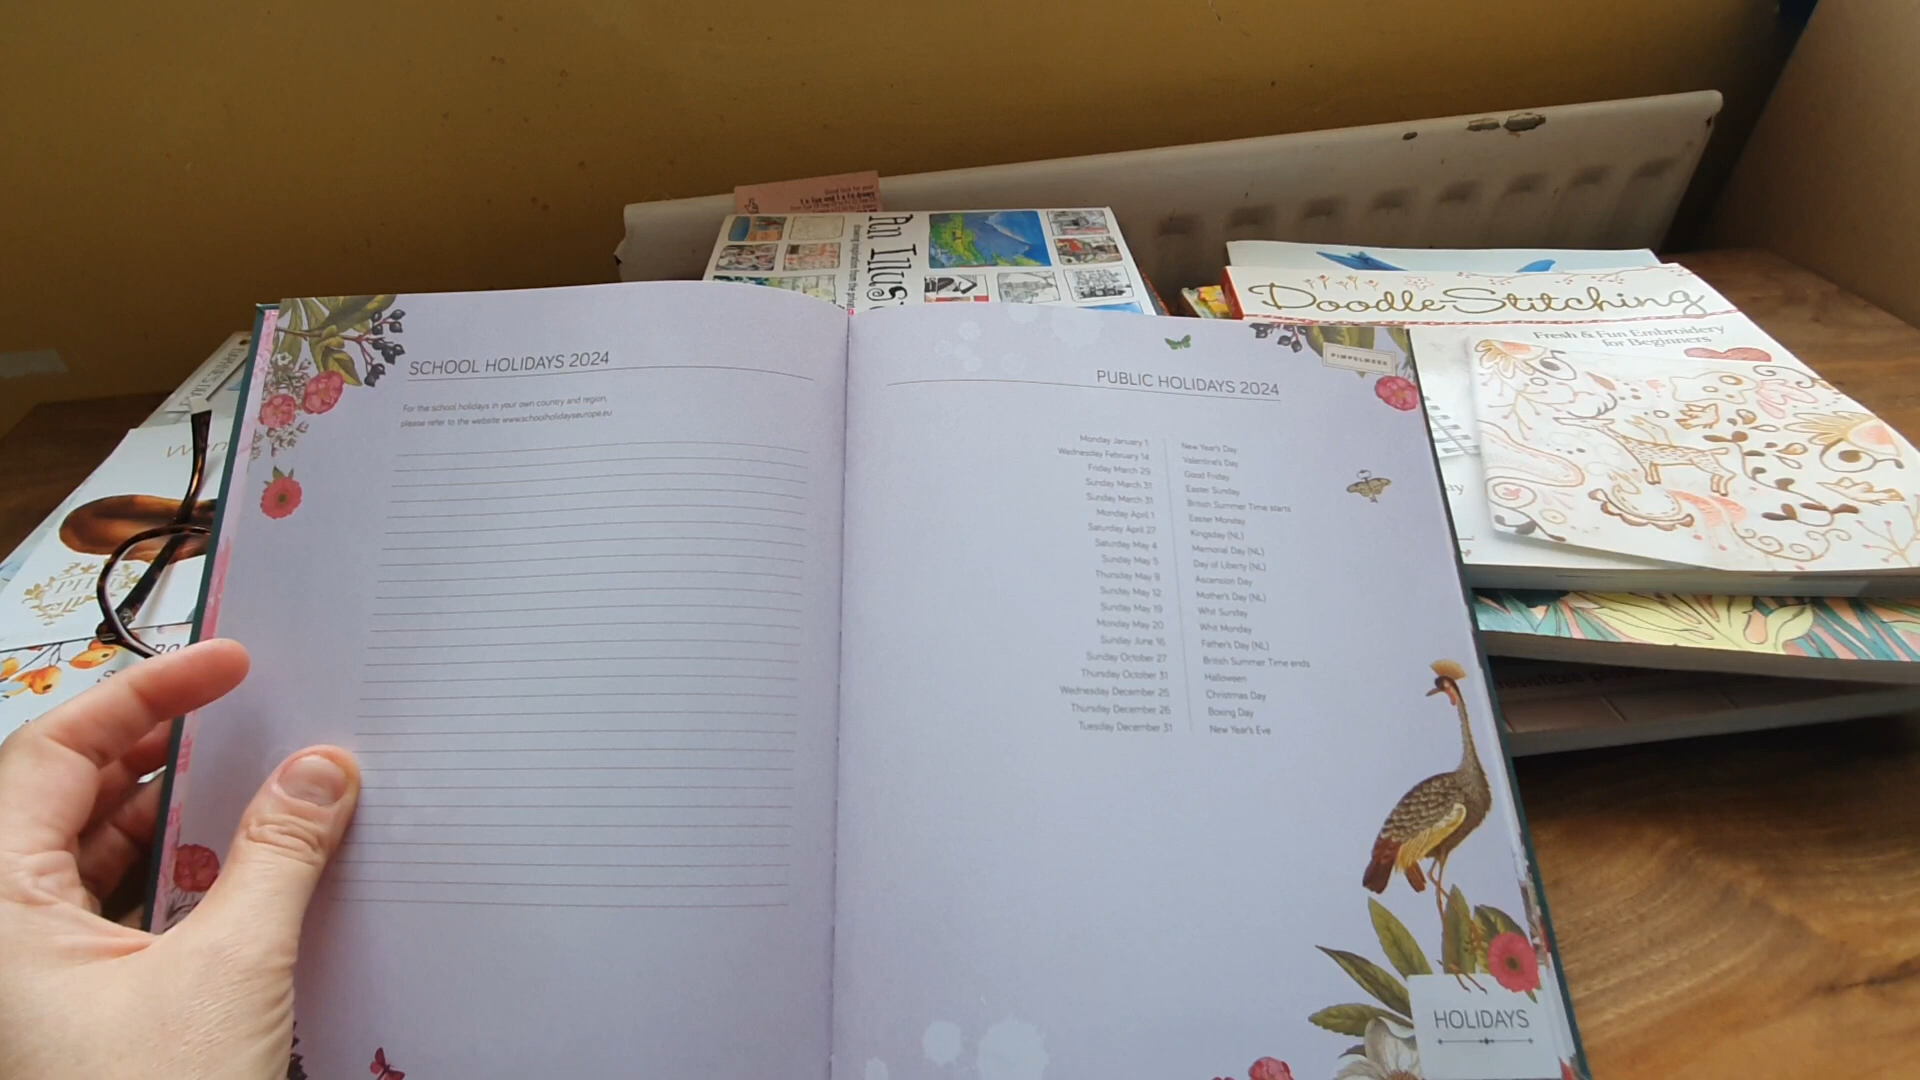 Good luck for your
An Illus
Doodle-Stitching
Fresh & Fun Embroidery
for Beginners
SCHOOL HOLIDAYS 2024
For the school holidays in your own country and region,
please refer to the website www.schoolholidayseurope.eu
PIMPELMEES
PUBLIC HOLIDAYS 2024
Monday January 1 New Year's Day
Wednesday February 14 Valentine's Day
Friday March 29 Good Friday
Sunday March 31 Easter Sunday
Sunday March 31 British Summer Time starts
Monday April 1 Easter Monday
Saturday April 27 Kingsday (NL)
Saturday May 4 Memorial Day (NL)
Sunday May 5 Day of Liberty (NL)
Thursday May 9 Ascension Day
Sunday May 12 Mother's Day (NL)
Sunday May 19 Whit Sunday
Monday May 20 Whit Monday
Sunday June 16 Father's Day (NL)
Sunday October 27 British Summer Time ends
Thursday October 31 Halloween
Wednesday December 25 Christmas Day
Thursday December 26 Boxing Day
Tuesday December 31 New Year's Eve
HOLIDAYS